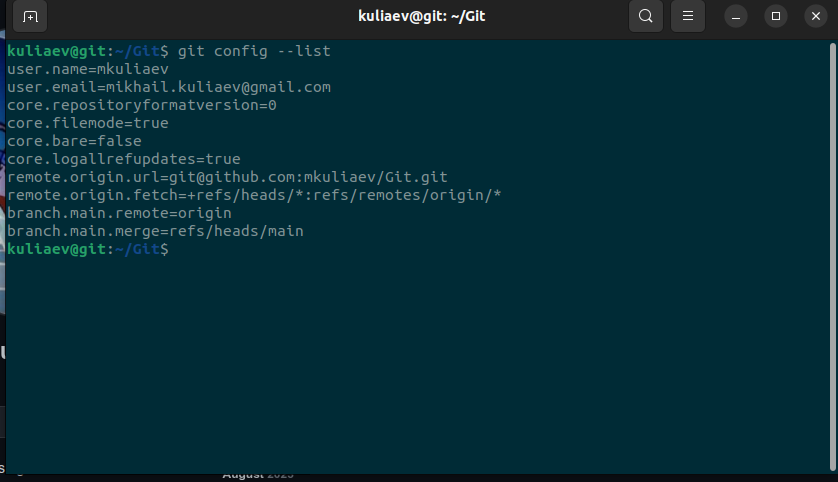 kuliaev@git: ~/Git
kuliaev@git:~/Git$ git config --list
user.name=mkuliaev
user.email=mikhail.kuliaev@gmail.com
core.repositoryformatversion=0
core.filemode=true
core.bare=false
core.logallrefupdates=true
remote.origin.url=git@github.com:mkuliaev/Git.git
remote.origin.fetch=+refs/heads/*:refs/remotes/origin/*
branch.main.remote=origin
branch.main.merge=refs/heads/main
kuliaev@git:~/Git$
August 2025